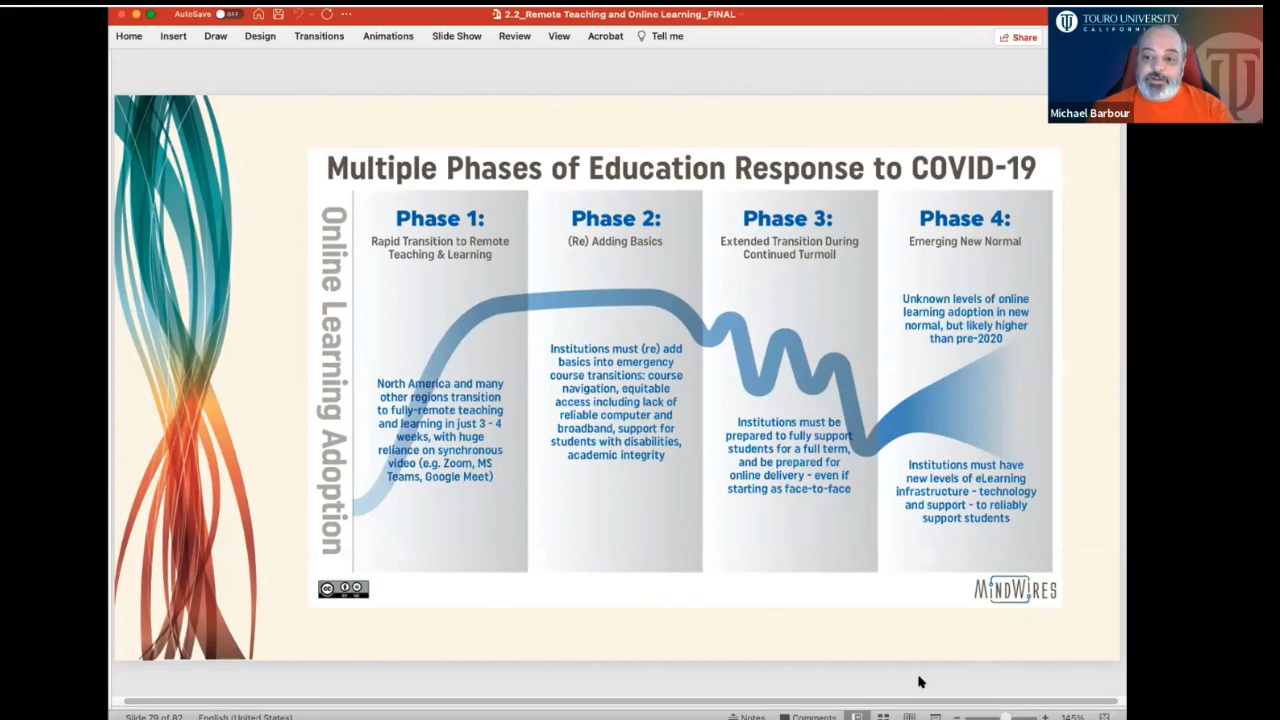 AutoSave OFF
2.2_Remote Teaching and Online Learning_FINAL
Home Insert Draw Design Transitions Animations Slide Show Review View Acrobat Tell me
Share
TOURO UNIVERSITY
CALIFORNIA
Michael Barbour
Multiple Phases of Education Response to COVID-19
Online Learning Adoption
Phase 1:
Rapid Transition to Remote
Teaching & Learning
North America and many
other regions transition
to fully-remote teaching
and learning in just 3 - 4
weeks, with huge
reliance on synchronous
video (e.g. Zoom, MS
Teams, Google Meet)
Phase 2:
(Re) Adding Basics
Institutions must (re) add
basics into emergency
course transitions: course
navigation, equitable
access including lack of
reliable computer and
broadband, support for
students with disabilities,
academic integrity
Phase 3:
Extended Transition During
Continued Turmoil
Institutions must be
prepared to fully support
students for a full term,
and be prepared for
online delivery - even if
starting as face-to-face
Phase 4:
Emerging New Normal
Unknown levels of online
learning adoption in new
normal, but likely higher
than pre-2020
Institutions must have
new levels of eLearning
infrastructure - technology
and support - to reliably
support students
MINDWIRES
Slide 79 of 82 English (United States) Notes Comments 145%